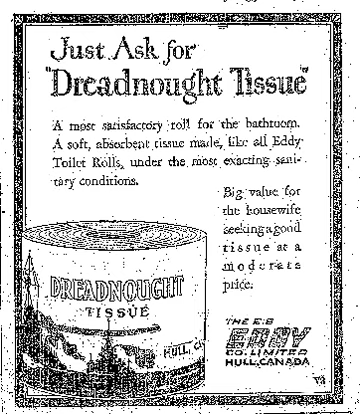 Just Ask for
"Dreadnought Tissue"
A most satisfactory roll for the bathroom.
A soft, absorbent tissue made, like all Eddy
Toilet Rolls, under the most exacting sani-
tary conditions.
Big value for
the housewife
seeking a good
tissue at a
moderate
price.
DREADNOUGHT
TISSUE
HULL, CA
THE E.B
EDDY
CO. LIMITED
HULL, CANADA